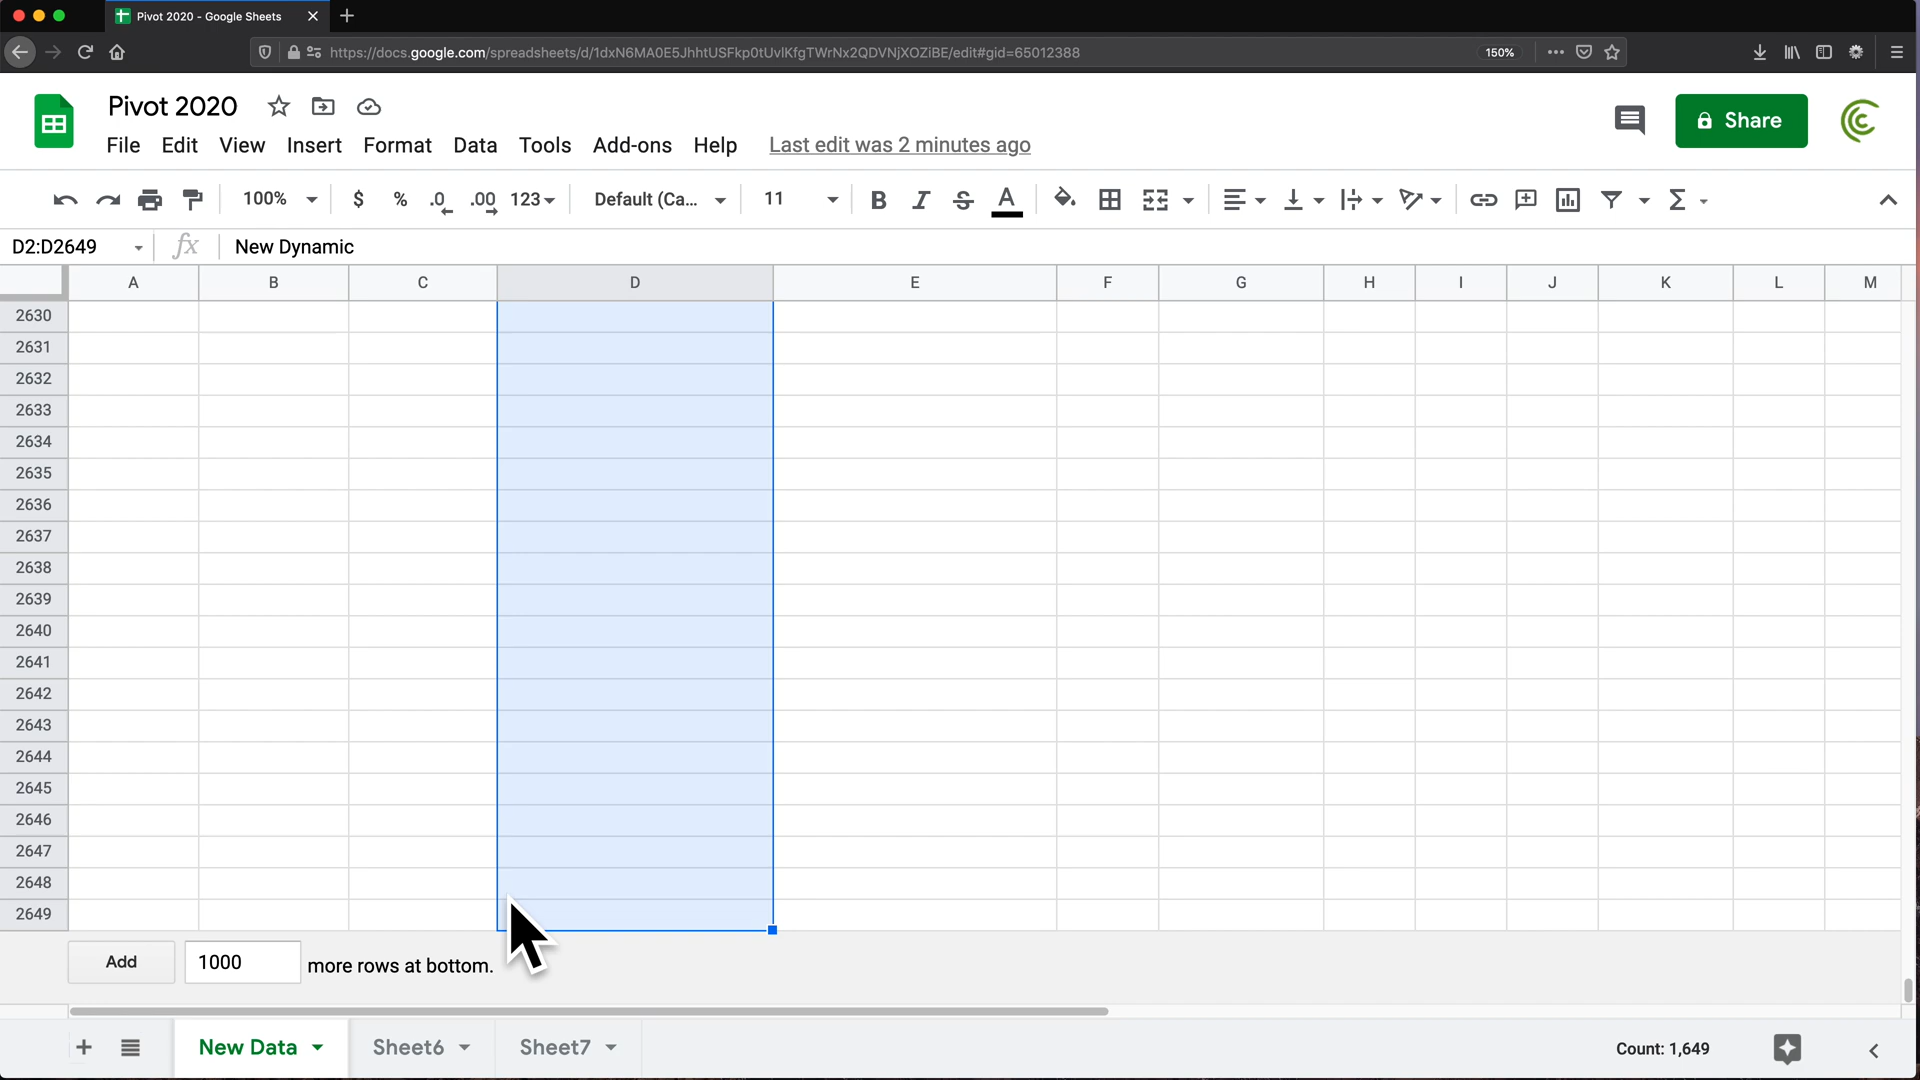 Pivot 2020 - Google Sheets
https://docs.google.com/spreadsheets/d/1dxN6MA0E5JhhtUSFkp0tUvlKfgTWrNx2QDVNjXOZiBE/edit#gid=65012388 150%
Pivot 2020
Share
File Edit View Insert Format Data Tools Add-ons Help Last edit was 2 minutes ago
100% $ % .0 .00 123 Default (Ca... 11 B I S A
D2:D2649 fx New Dynamic
A B C D E F G H I J K L M
2630
2631
2632
2633
2634
2635
2636
2637
2638
2639
2640
2641
2642
2643
2644
2645
2646
2647
2648
2649
Add 1000 more rows at bottom.
New Data Sheet6 Sheet7 Count: 1,649